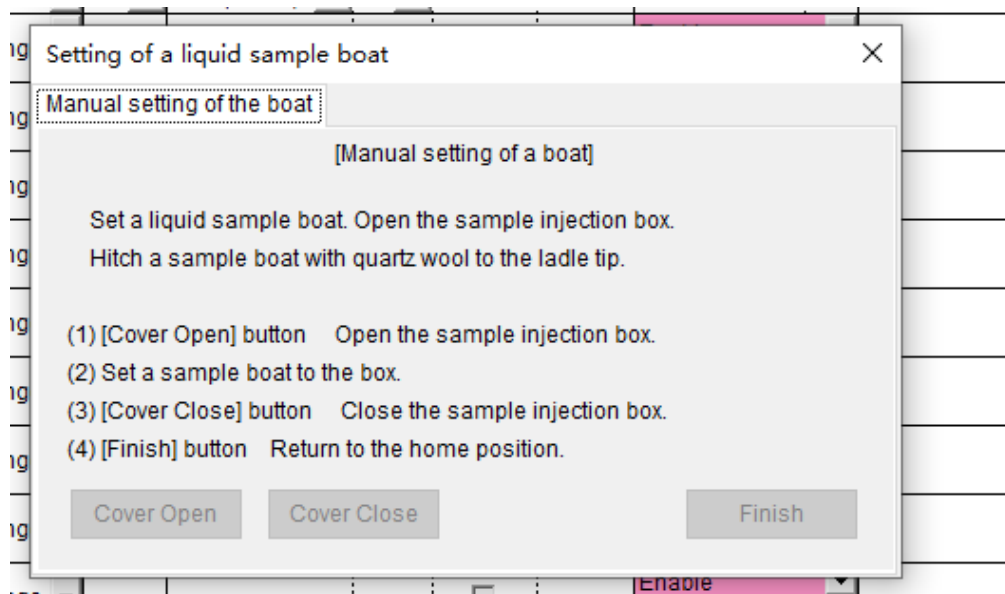 Setting of a liquid sample boat
Manual setting of the boat
[Manual setting of a boat]
Set a liquid sample boat. Open the sample injection box.
Hitch a sample boat with quartz wool to the ladle tip.
(1) [Cover Open] button Open the sample injection box.
(2) Set a sample boat to the box.
(3) [Cover Close] button Close the sample injection box.
(4) [Finish] button Return to the home position.
Cover Open Cover Close Finish
Enable